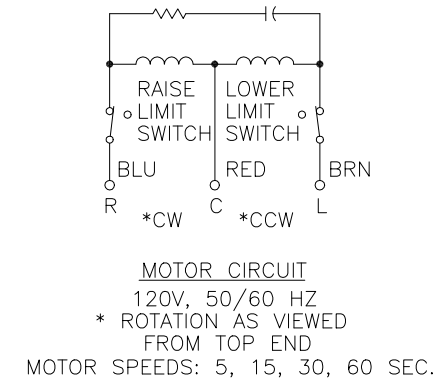 RAISE LOWER
LIMIT LIMIT
SWITCH SWITCH
BLU RED BRN
R C L
*CW *CCW
MOTOR CIRCUIT
120V, 50/60 HZ
* ROTATION AS VIEWED
FROM TOP END
MOTOR SPEEDS: 5, 15, 30, 60 SEC.